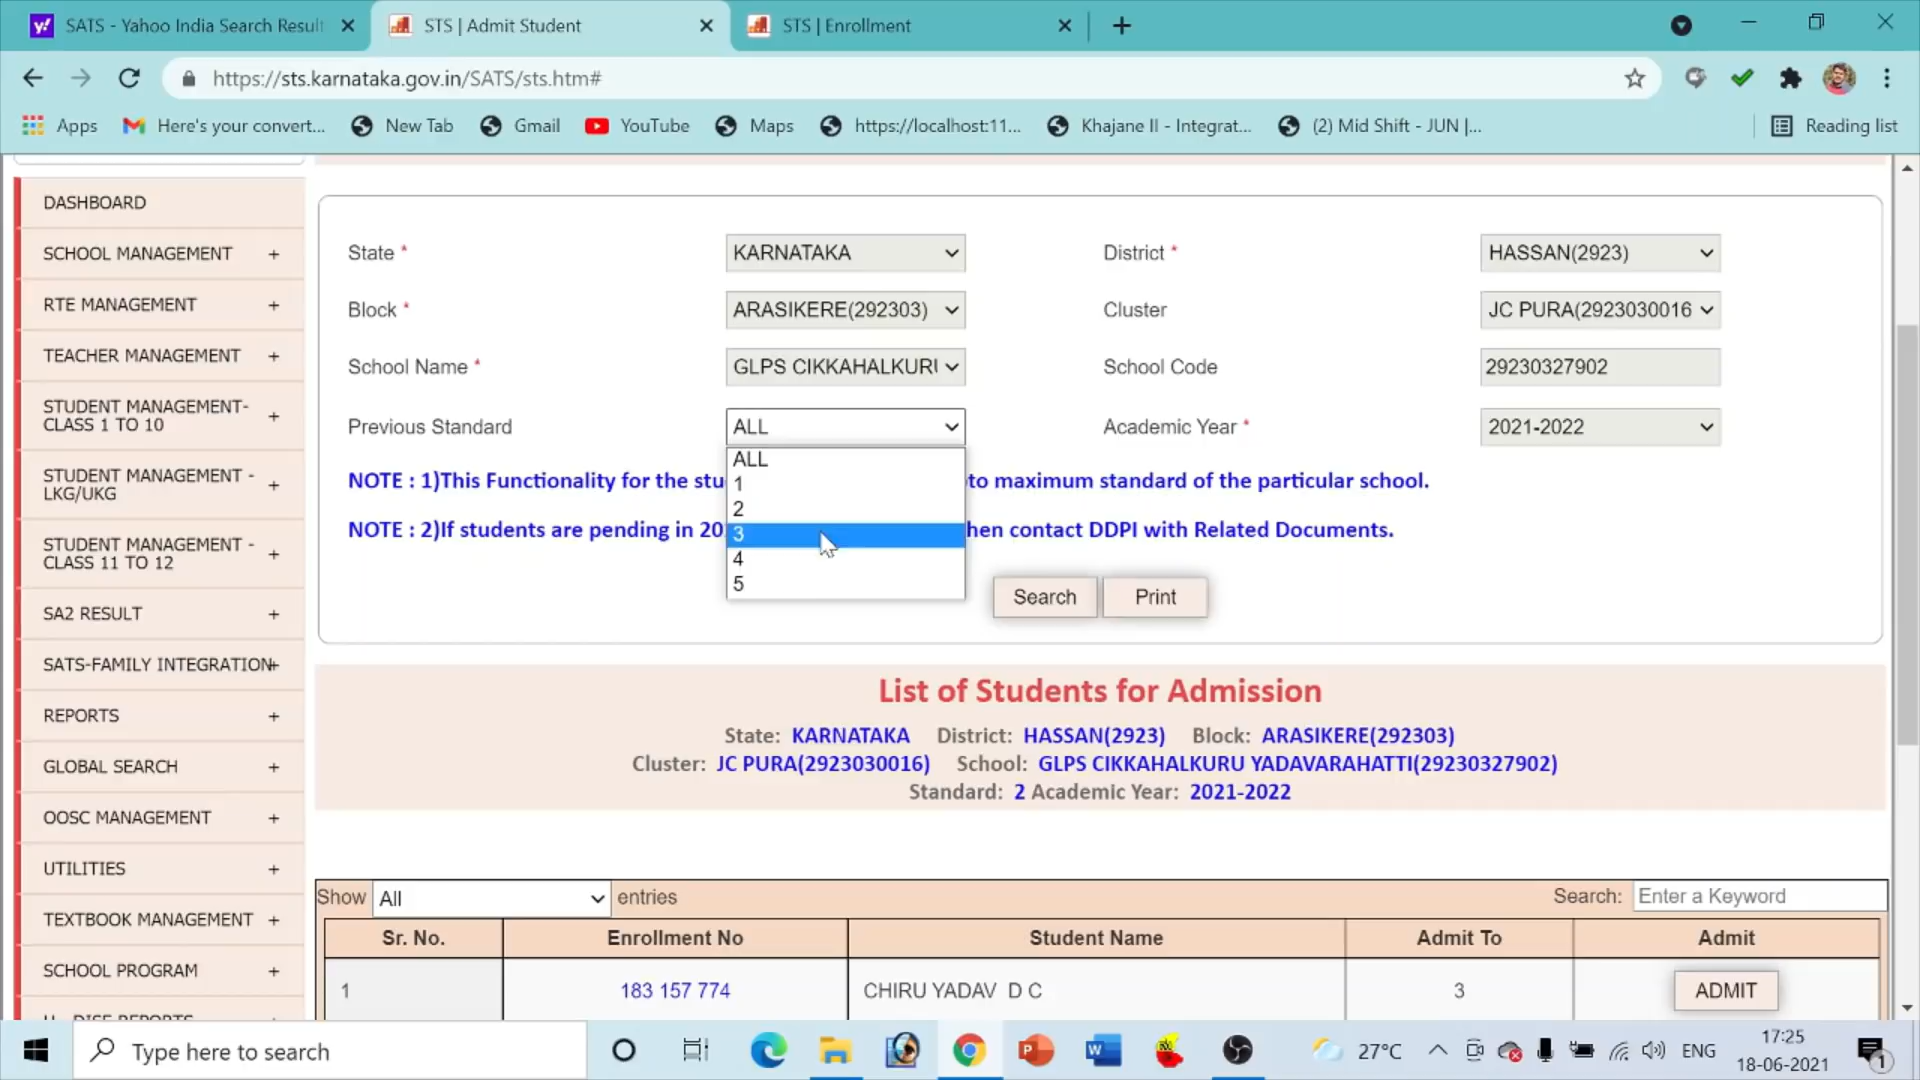 SATS - Yahoo India Search Result
STS | Admit Student
STS | Enrollment
https://sts.karnataka.gov.in/SATS/sts.htm#
Apps
Here's your convert...
New Tab
Gmail
YouTube
Maps
https://localhost:11...
Khajane II - Integrat...
(2) Mid Shift - JUN |...
Reading list
DASHBOARD
SCHOOL MANAGEMENT +
RTE MANAGEMENT +
TEACHER MANAGEMENT +
STUDENT MANAGEMENT-
CLASS 1 TO 10 +
STUDENT MANAGEMENT -
LKG/UKG +
STUDENT MANAGEMENT -
CLASS 11 TO 12 +
SA2 RESULT +
SATS-FAMILY INTEGRATION+
REPORTS +
GLOBAL SEARCH +
OOSC MANAGEMENT +
UTILITIES +
TEXTBOOK MANAGEMENT +
SCHOOL PROGRAM +
State * KARNATAKA District * HASSAN(2923)
Block * ARASIKERE(292303) Cluster JC PURA(2923030016
School Name * GLPS CIKKAHALKURU School Code 29230327902
Previous Standard ALL Academic Year * 2021-2022
ALL
1
2
3
4
5
NOTE : 1)This Functionality for the stu to maximum standard of the particular school.
NOTE : 2)If students are pending in 20 hen contact DDPI with Related Documents.
Search Print
List of Students for Admission
State: KARNATAKA District: HASSAN(2923) Block: ARASIKERE(292303)
Cluster: JC PURA(2923030016) School: GLPS CIKKAHALKURU YADAVARAHATTI(29230327902)
Standard: 2 Academic Year: 2021-2022
Show All entries Search: Enter a Keyword
Sr. No. Enrollment No Student Name Admit To Admit
1 183 157 774 CHIRU YADAV D C 3 ADMIT
Type here to search
27°C
ENG
17:25
18-06-2021
1